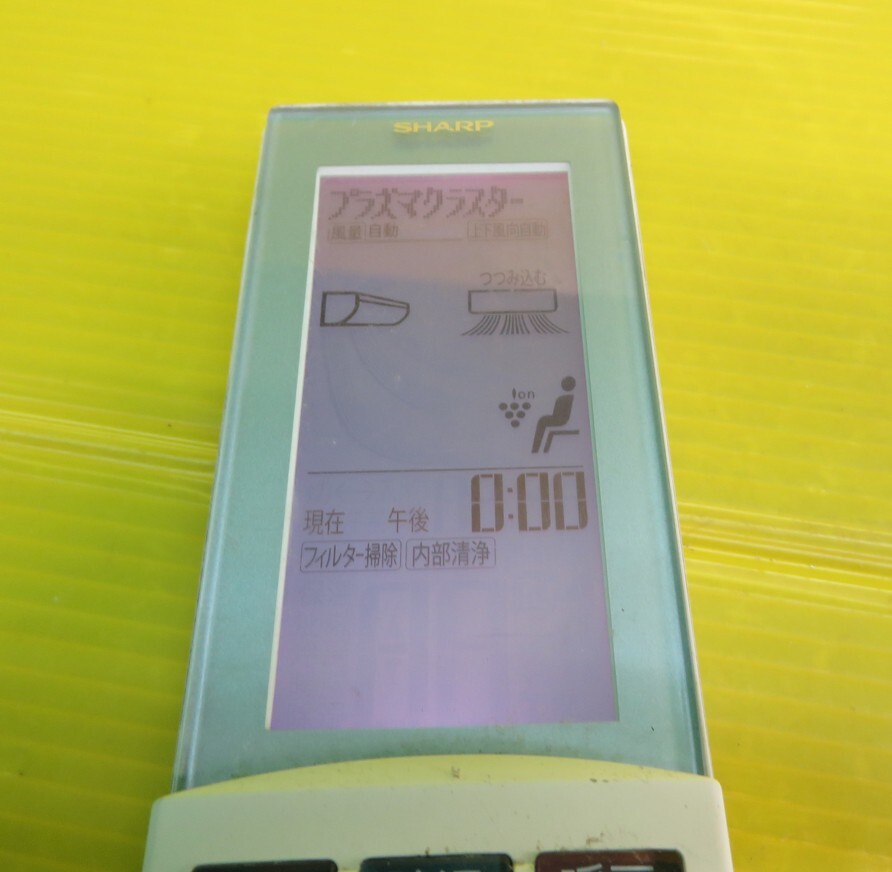 SHARP
プラズマクラスター
風量 自動 上下風向自動
つつみ込む
ion
現在 午後 0:00
フィルター掃除 内部清浄